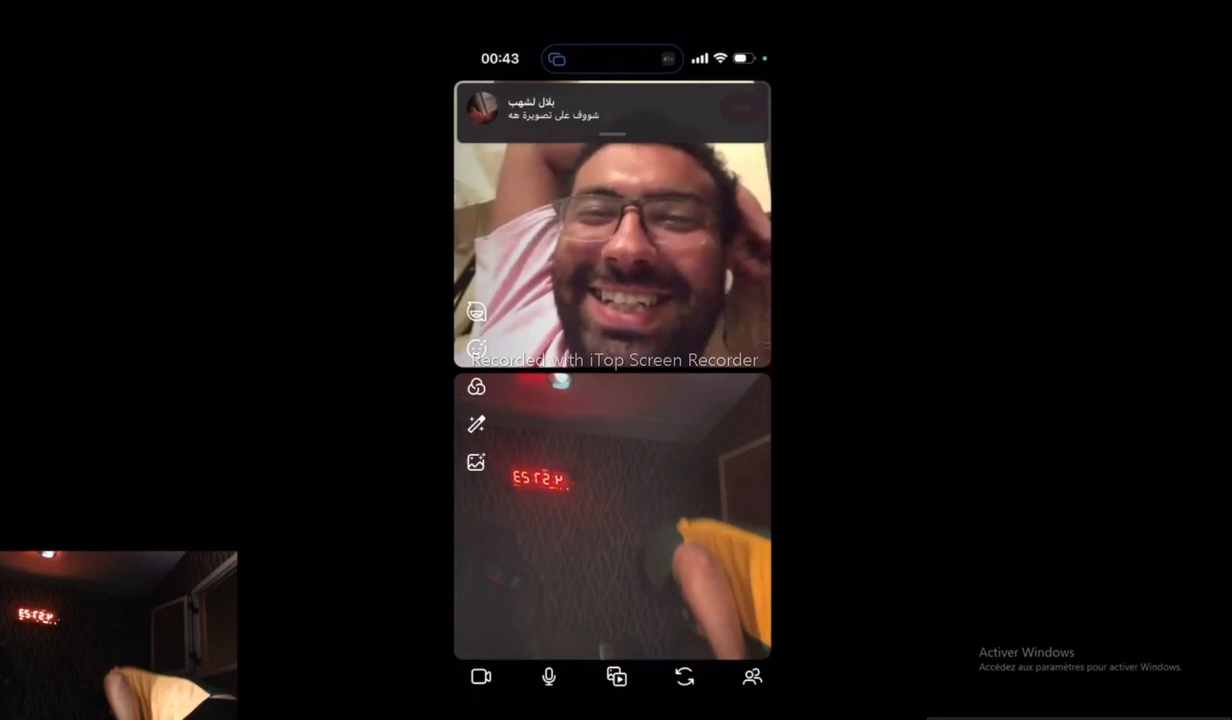 00:43
بلال لشهب
شووف على تصويرة هه
Recorded with iTop Screen Recorder
Activer Windows
Accédez aux paramètres pour activer Windows.